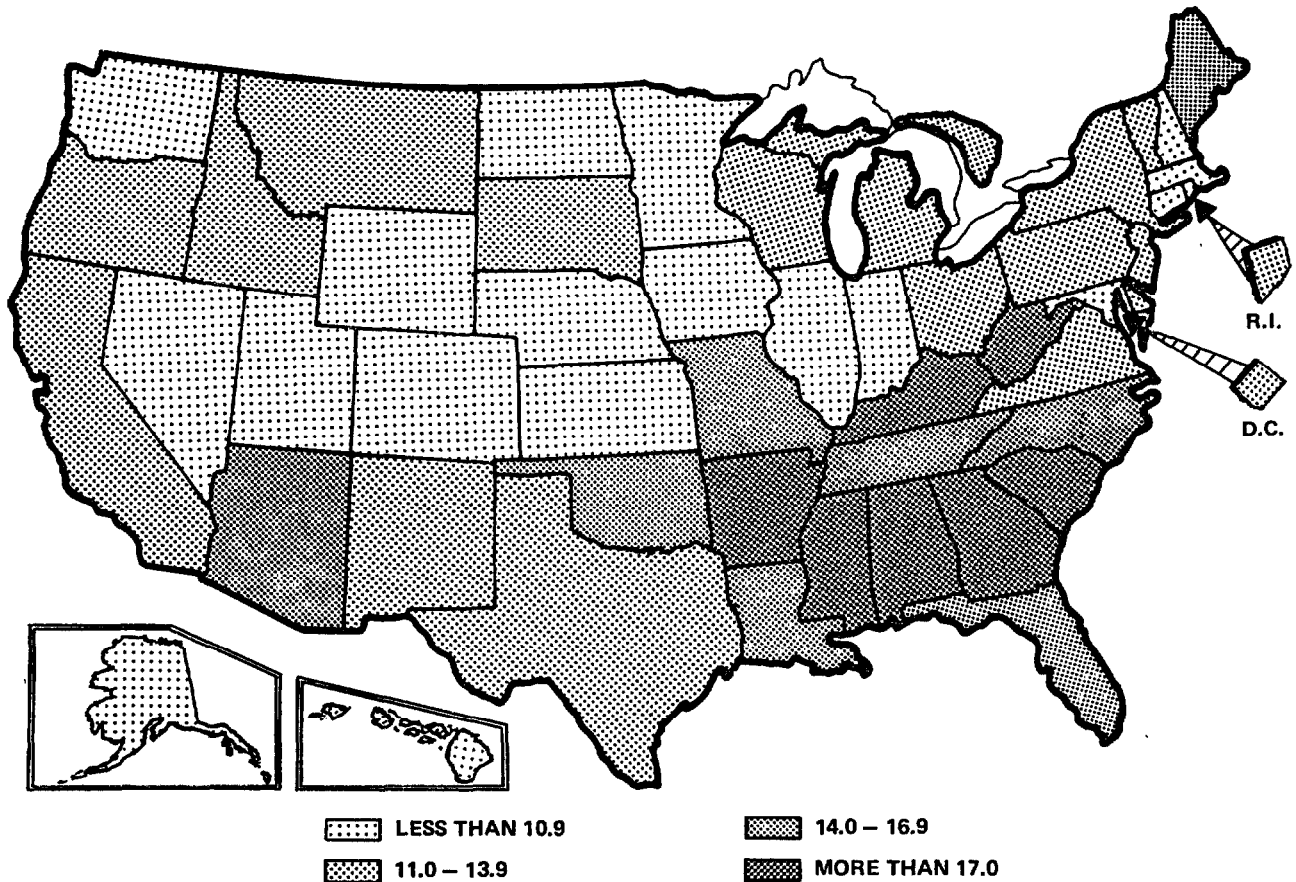 R.I.
D.C.
LESS THAN 10.9
11.0 – 13.9
14.0 – 16.9
MORE THAN 17.0